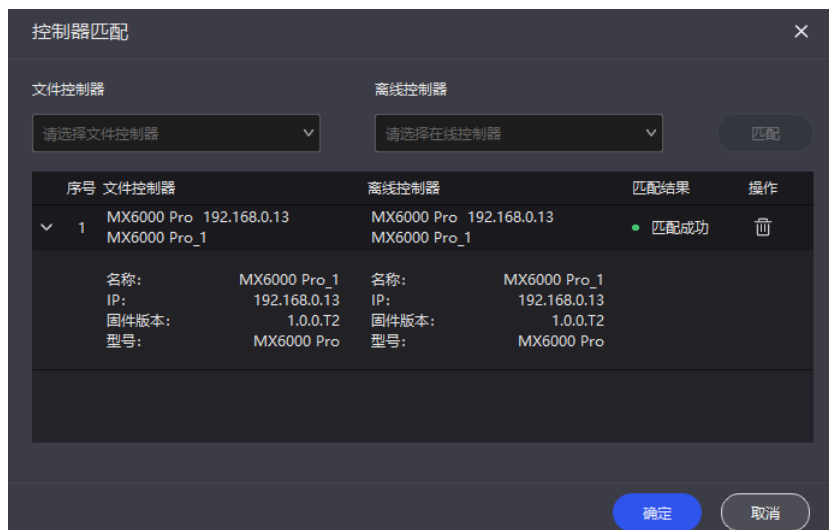 控制器匹配
文件控制器 离线控制器
请选择文件控制器 请选择在线控制器 匹配
序号 文件控制器 离线控制器 匹配结果 操作
1 MX6000 Pro 192.168.0.13 MX6000 Pro 192.168.0.13 匹配成功
MX6000 Pro_1 MX6000 Pro_1
名称: MX6000 Pro_1 名称: MX6000 Pro_1
IP: 192.168.0.13 IP: 192.168.0.13
固件版本: 1.0.0.T2 固件版本: 1.0.0.T2
型号: MX6000 Pro 型号: MX6000 Pro
确定 取消